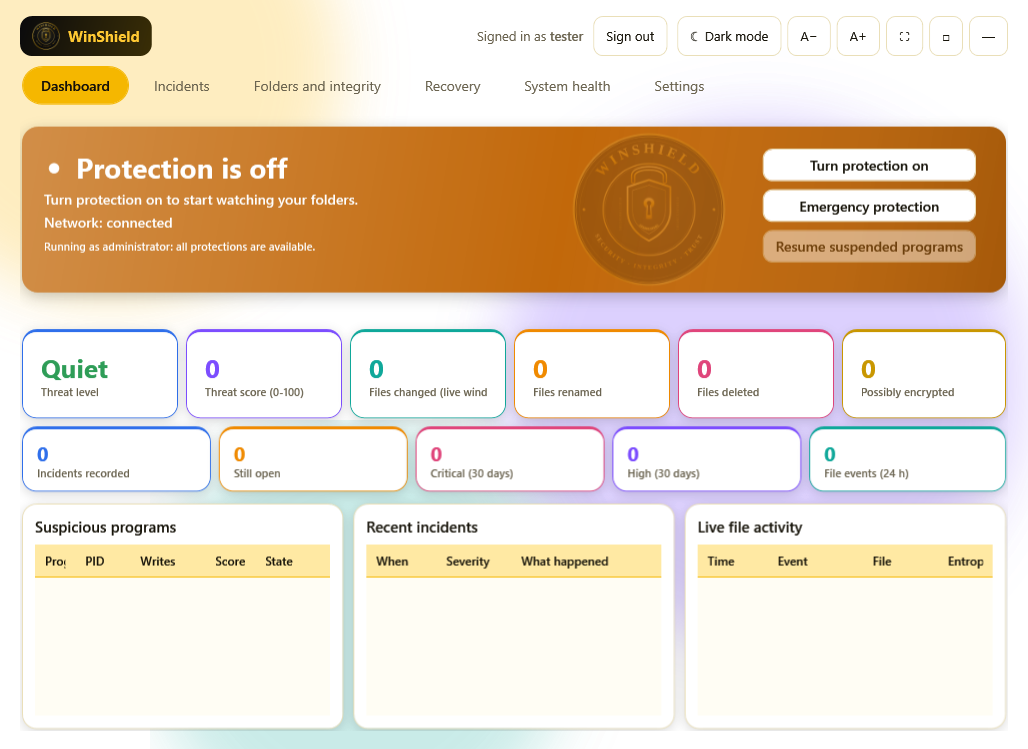 WinShield
Signed in as tester
Sign out
☾ Dark mode
A−
A+
Dashboard
Incidents
Folders and integrity
Recovery
System health
Settings
Protection is off
Turn protection on to start watching your folders.
Network: connected
Running as administrator: all protections are available.
WINSHIELD
SECURITY · INTEGRITY · TRUST
Turn protection on
Emergency protection
Resume suspended programs
Quiet
Threat level
0
Threat score (0-100)
0
Files changed (live wind
0
Files renamed
0
Files deleted
0
Possibly encrypted
0
Incidents recorded
0
Still open
0
Critical (30 days)
0
High (30 days)
0
File events (24 h)
Suspicious programs
Prog PID Writes Score State
Recent incidents
When Severity What happened
Live file activity
Time Event File Entrop